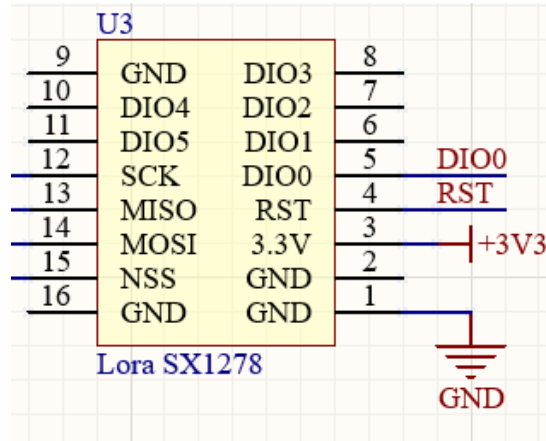 U3
9 GND DIO3 8
10 DIO4 DIO2 7
11 DIO5 DIO1 6
12 SCK DIO0 5 DIO0
13 MISO RST 4 RST
14 MOSI 3.3V 3 +3V3
15 NSS GND 2
16 GND GND 1
Lora SX1278
GND